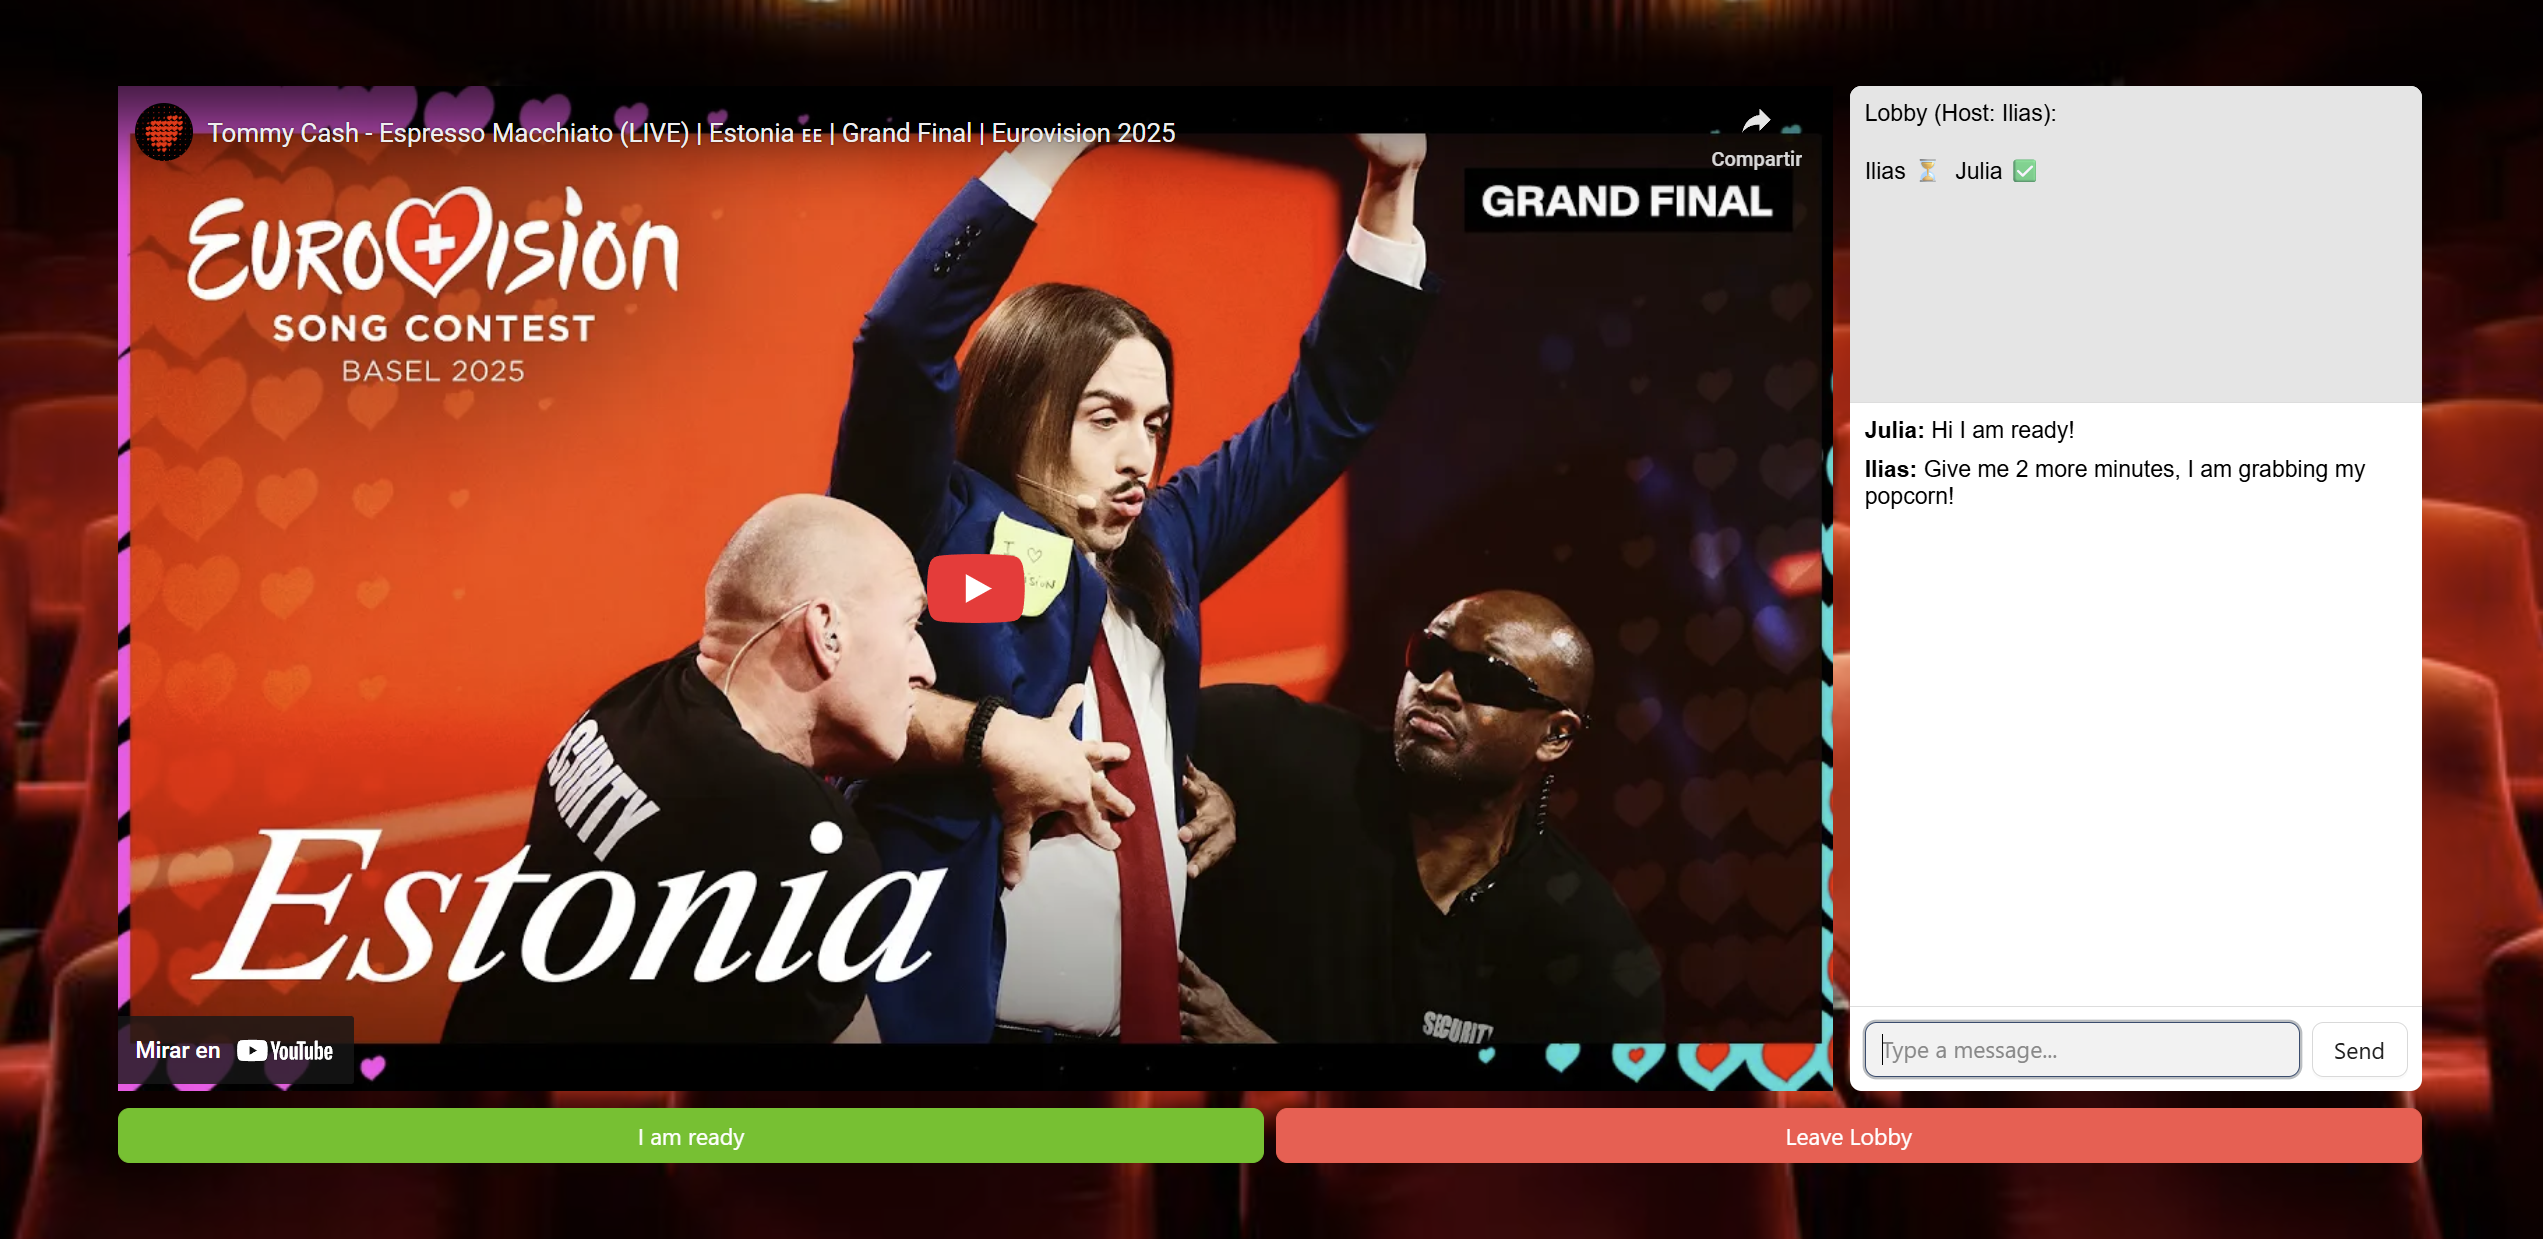 Tommy Cash - Espresso Macchiato (LIVE) | Estonia ᴇᴇ | Grand Final | Eurovision 2025
Compartir
EUROVISION
SONG CONTEST
BASEL 2025
GRAND FINAL
I ♡
SECURITY
Estonia
SECURITY
Mirar en YouTube
Lobby (Host: Ilias):
Ilias ⏳ Julia ✅
Julia: Hi I am ready!
Ilias: Give me 2 more minutes, I am grabbing my
popcorn!
Type a message...
Send
I am ready
Leave Lobby